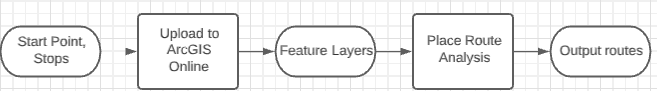 Start Point,
Stops
Upload to
ArcGIS
Online
Feature Layers
Place Route
Analysis
Output routes